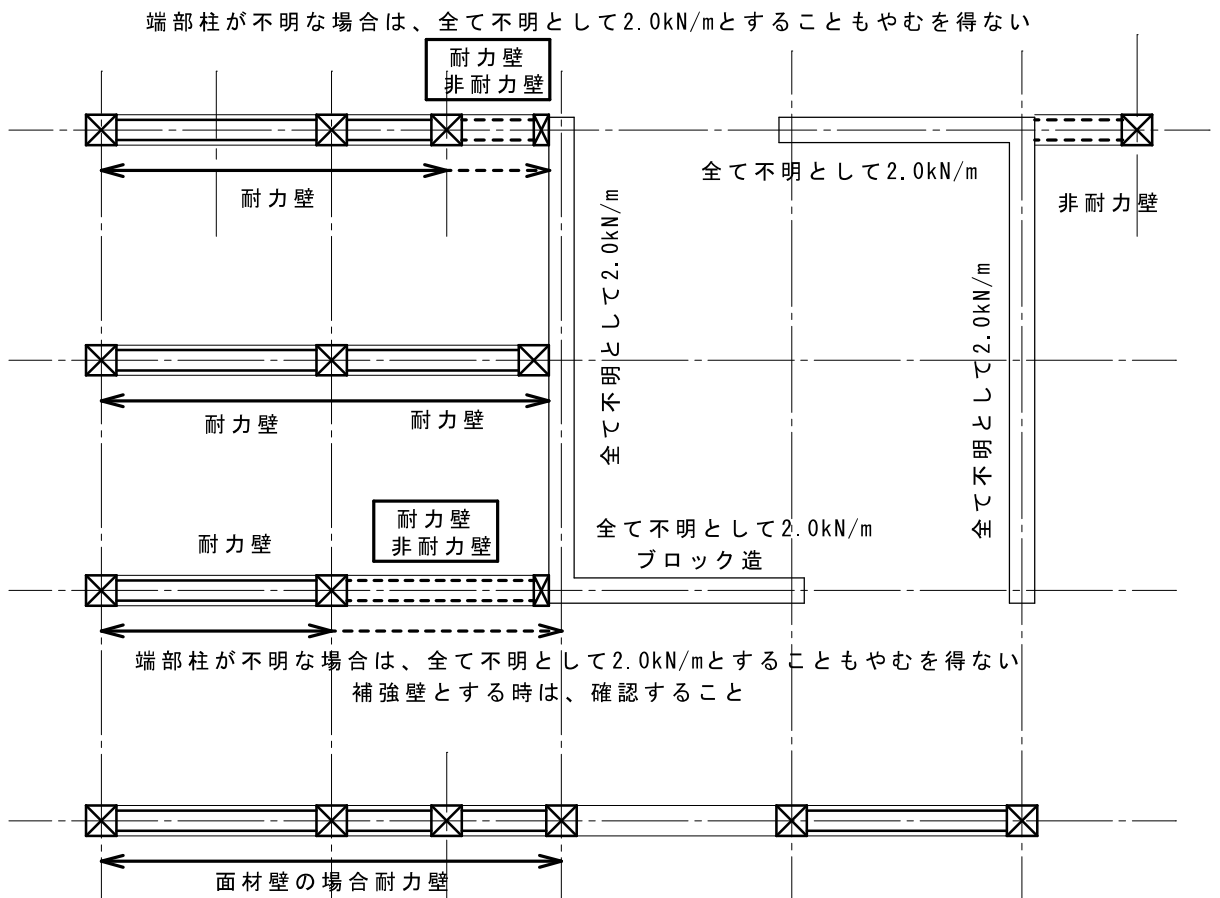 端部柱が不明な場合は、全て不明として2.0kN/mとすることもやむを得ない
耐力壁
非耐力壁
耐力壁
全て不明として2.0kN/m
非耐力壁
全て不明として2.0kN/m
全て不明として2.0kN/m
耐力壁
耐力壁
耐力壁
耐力壁
非耐力壁
全て不明として2.0kN/m
ブロック造
端部柱が不明な場合は、全て不明として2.0kN/mとすることもやむを得ない
補強壁とする時は、確認すること
面材壁の場合耐力壁